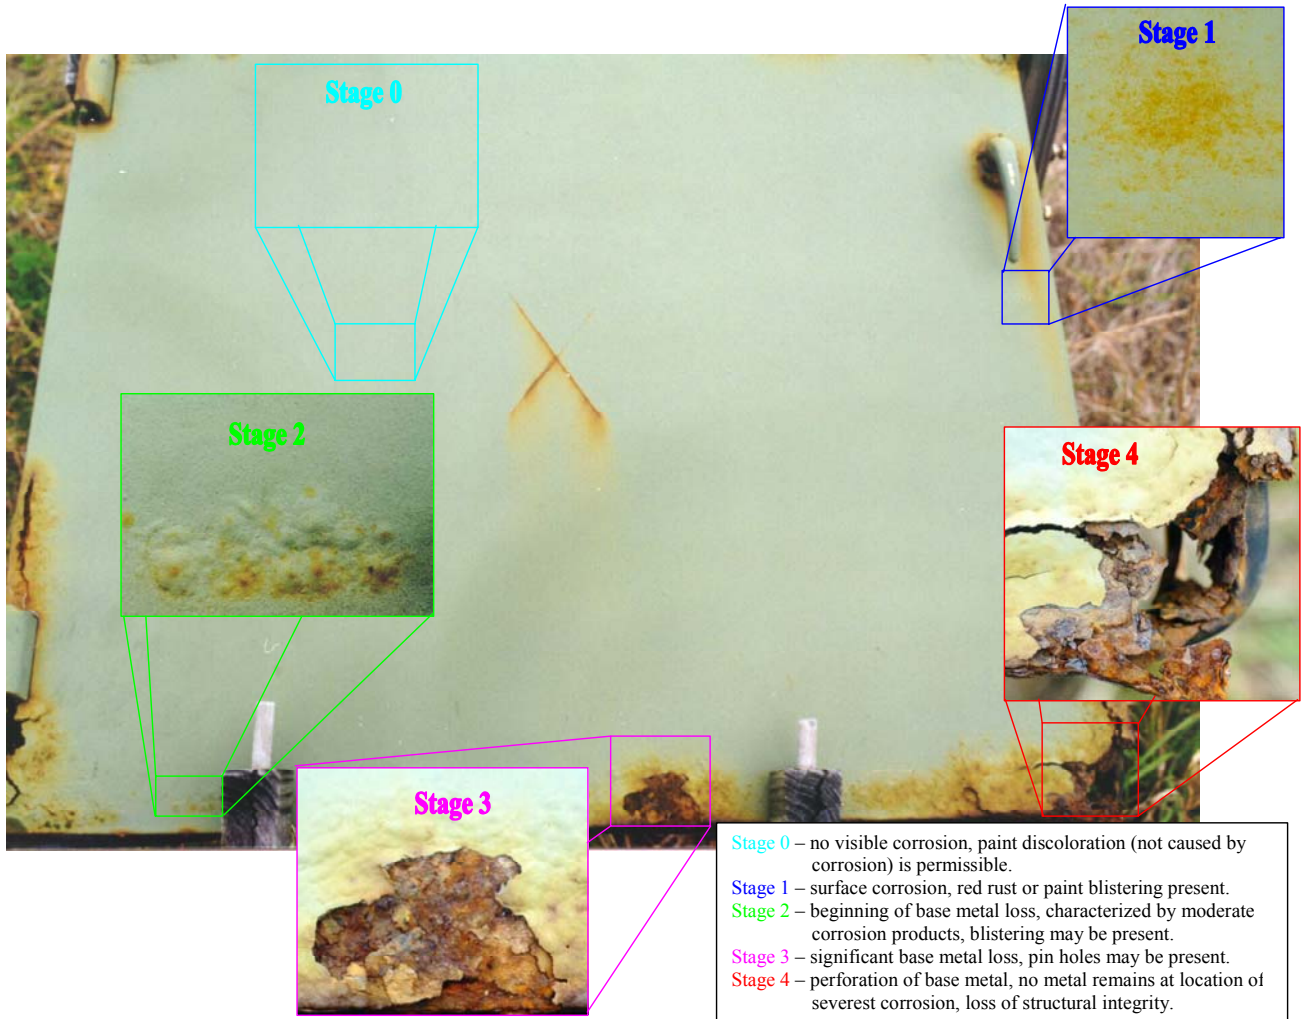 Stage 1
Stage 0
Stage 2
Stage 4
Stage 3
Stage 0 – no visible corrosion, paint discoloration (not caused by
corrosion) is permissible.
Stage 1 – surface corrosion, red rust or paint blistering present.
Stage 2 – beginning of base metal loss, characterized by moderate
corrosion products, blistering may be present.
Stage 3 – significant base metal loss, pin holes may be present.
Stage 4 – perforation of base metal, no metal remains at location of
severest corrosion, loss of structural integrity.